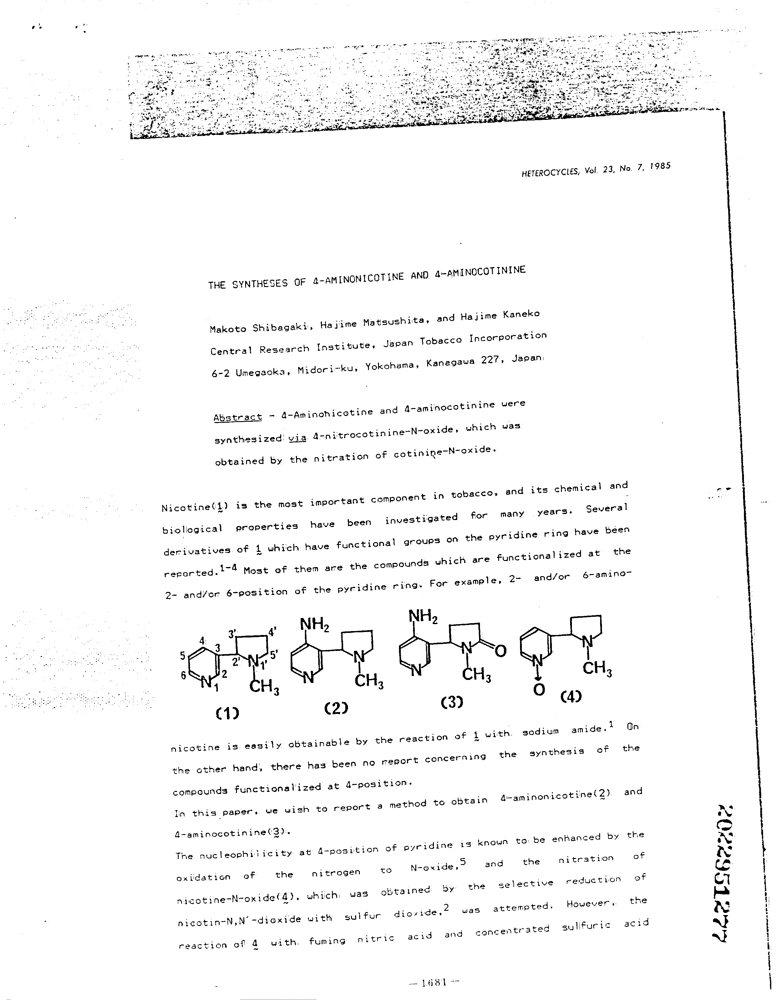 HETEROCYCLES, Vol. 23, No. 7, 1985
THE SYNTHESES OF 4-AMINONICOTINE AND 4-AMINOCOTININE
Makoto Shibagaki, Hajime Matsushita, and Hajime Kaneko
Central Research Institute, Japan Tobacco Incorporation
6-2 Umegaoka, Midori-ku, Yokohama, Kanagawa 227, Japan
Abstract - 4-Aminonicotine and 4-aminocotinine were
synthesized via 4-nitrocotinine-N-oxide, which was
obtained by the nitration of cotinine-N-oxide.
Nicotine(1) is the most important component in tobacco, and its chemical and
biological properties have been investigated for many years. Several
derivatives of 1 which have functional groups on the pyridine ring have been
reported.1-4 Most of them are the compounds which are functionalized at the
2- and/or 6-position of the pyridine ring. For example, 2- and/or 6-amino-
4 3' 4' 5 3 6 2 2' N 1' 5' N 1 CH3
NH2 N N CH3
NH2 N N O CH3
N O N CH3
(1) (2) (3) (4)
nicotine is easily obtainable by the reaction of 1 with sodium amide.1 On
the other hand, there has been no report concerning the synthesis of the
compounds functionalized at 4-position.
In this paper, we wish to report a method to obtain 4-aminonicotine(2) and
4-aminocotinine(3).
The nucleophilicity at 4-position of pyridine is known to be enhanced by the
oxidation of the nitrogen to N-oxide,5 and the nitration of
nicotine-N-oxide(4), which was obtained by the selective reduction of
nicotin-N,N'-dioxide with sulfur dioxide,2 was attempted. However, the
reaction of 4 with fuming nitric acid and concentrated sulfuric acid
—1681—
2022951277